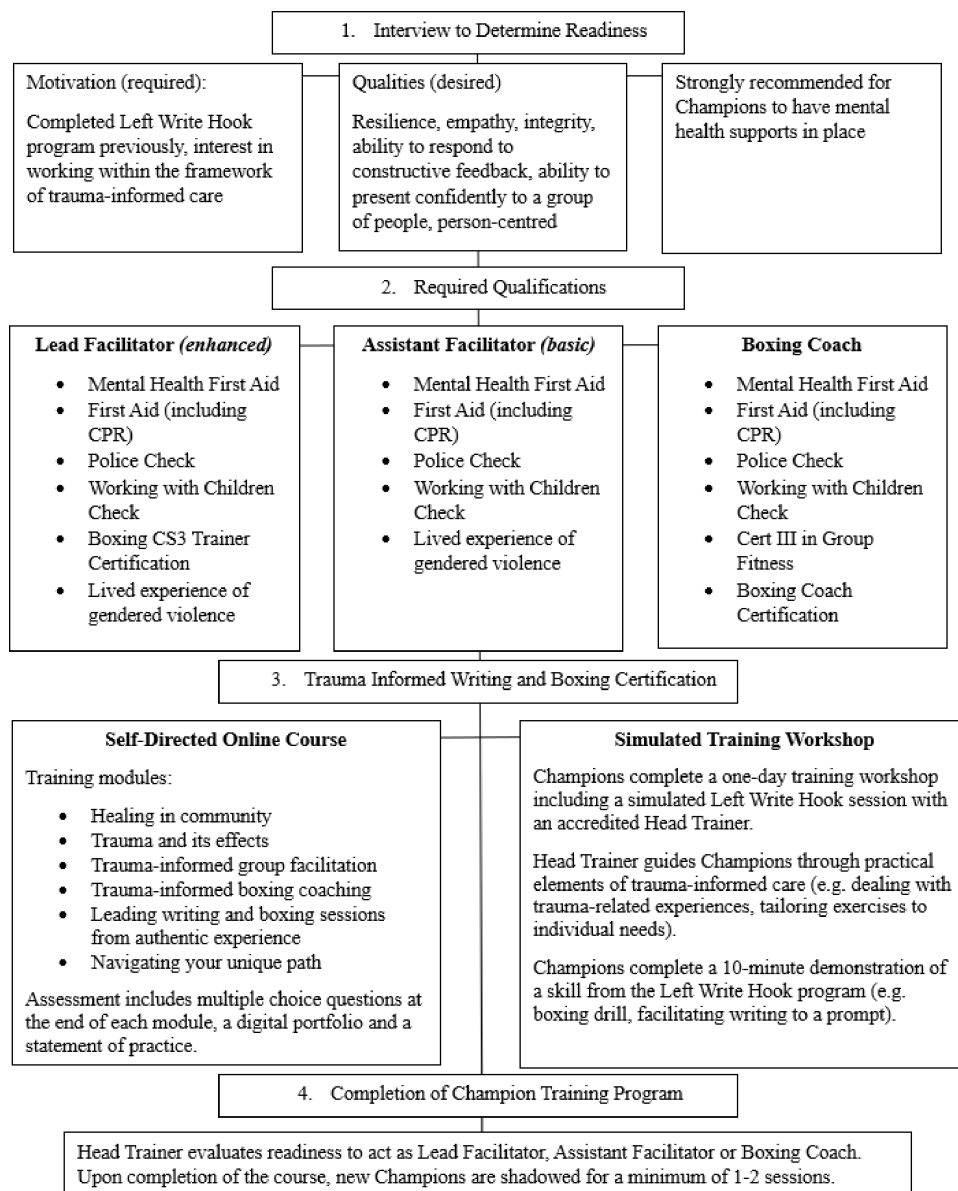 1. Interview to Determine Readiness
Motivation (required):
Completed Left Write Hook
program previously, interest in
working within the framework
of trauma-informed care
Qualities (desired)
Resilience, empathy, integrity,
ability to respond to
constructive feedback, ability to
present confidently to a group
of people, person-centred
Strongly recommended for
Champions to have mental
health supports in place
2. Required Qualifications
Lead Facilitator (enhanced)
• Mental Health First Aid
• First Aid (including
CPR)
• Police Check
• Working with Children
Check
• Boxing CS3 Trainer
Certification
• Lived experience of
gendered violence
Assistant Facilitator (basic)
• Mental Health First Aid
• First Aid (including
CPR)
• Police Check
• Working with Children
Check
• Lived experience of
gendered violence
Boxing Coach
• Mental Health First Aid
• First Aid (including
CPR)
• Police Check
• Working with Children
Check
• Cert III in Group
Fitness
• Boxing Coach
Certification
3. Trauma Informed Writing and Boxing Certification
Self-Directed Online Course
Training modules:
• Healing in community
• Trauma and its effects
• Trauma-informed group facilitation
• Trauma-informed boxing coaching
• Leading writing and boxing sessions
from authentic experience
• Navigating your unique path
Assessment includes multiple choice questions at
the end of each module, a digital portfolio and a
statement of practice.
Simulated Training Workshop
Champions complete a one-day training workshop
including a simulated Left Write Hook session with
an accredited Head Trainer.
Head Trainer guides Champions through practical
elements of trauma-informed care (e.g. dealing with
trauma-related experiences, tailoring exercises to
individual needs).
Champions complete a 10-minute demonstration of
a skill from the Left Write Hook program (e.g.
boxing drill, facilitating writing to a prompt).
4. Completion of Champion Training Program
Head Trainer evaluates readiness to act as Lead Facilitator, Assistant Facilitator or Boxing Coach.
Upon completion of the course, new Champions are shadowed for a minimum of 1-2 sessions.